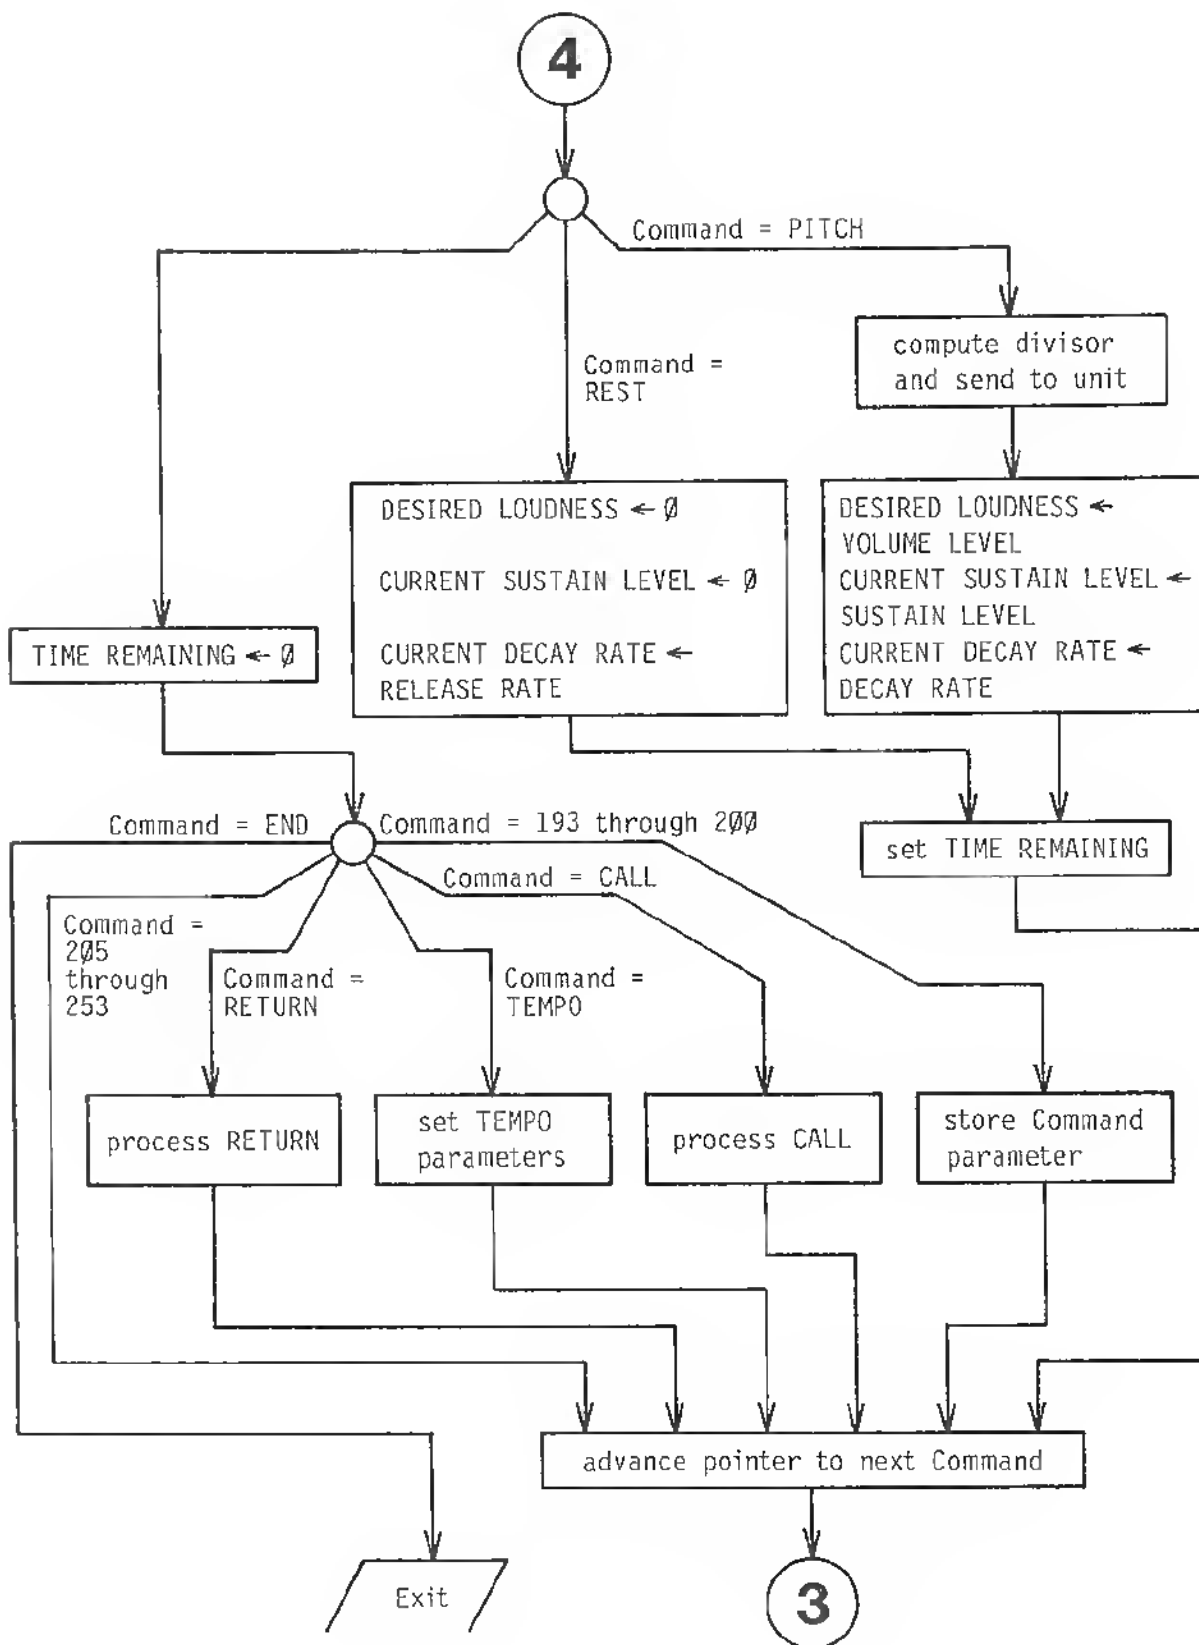 4
Command = PITCH
compute divisor
and send to unit
Command =
REST
DESIRED LOUDNESS ← Ø
CURRENT SUSTAIN LEVEL ← Ø
CURRENT DECAY RATE ←
RELEASE RATE
DESIRED LOUDNESS ←
VOLUME LEVEL
CURRENT SUSTAIN LEVEL ←
SUSTAIN LEVEL
CURRENT DECAY RATE ←
DECAY RATE
TIME REMAINING ← Ø
set TIME REMAINING
Command = END
Command = 193 through 2ØØ
Command = CALL
Command =
2Ø5
through
253
Command =
RETURN
Command =
TEMPO
process RETURN
set TEMPO
parameters
process CALL
store Command
parameter
advance pointer to next Command
Exit
3